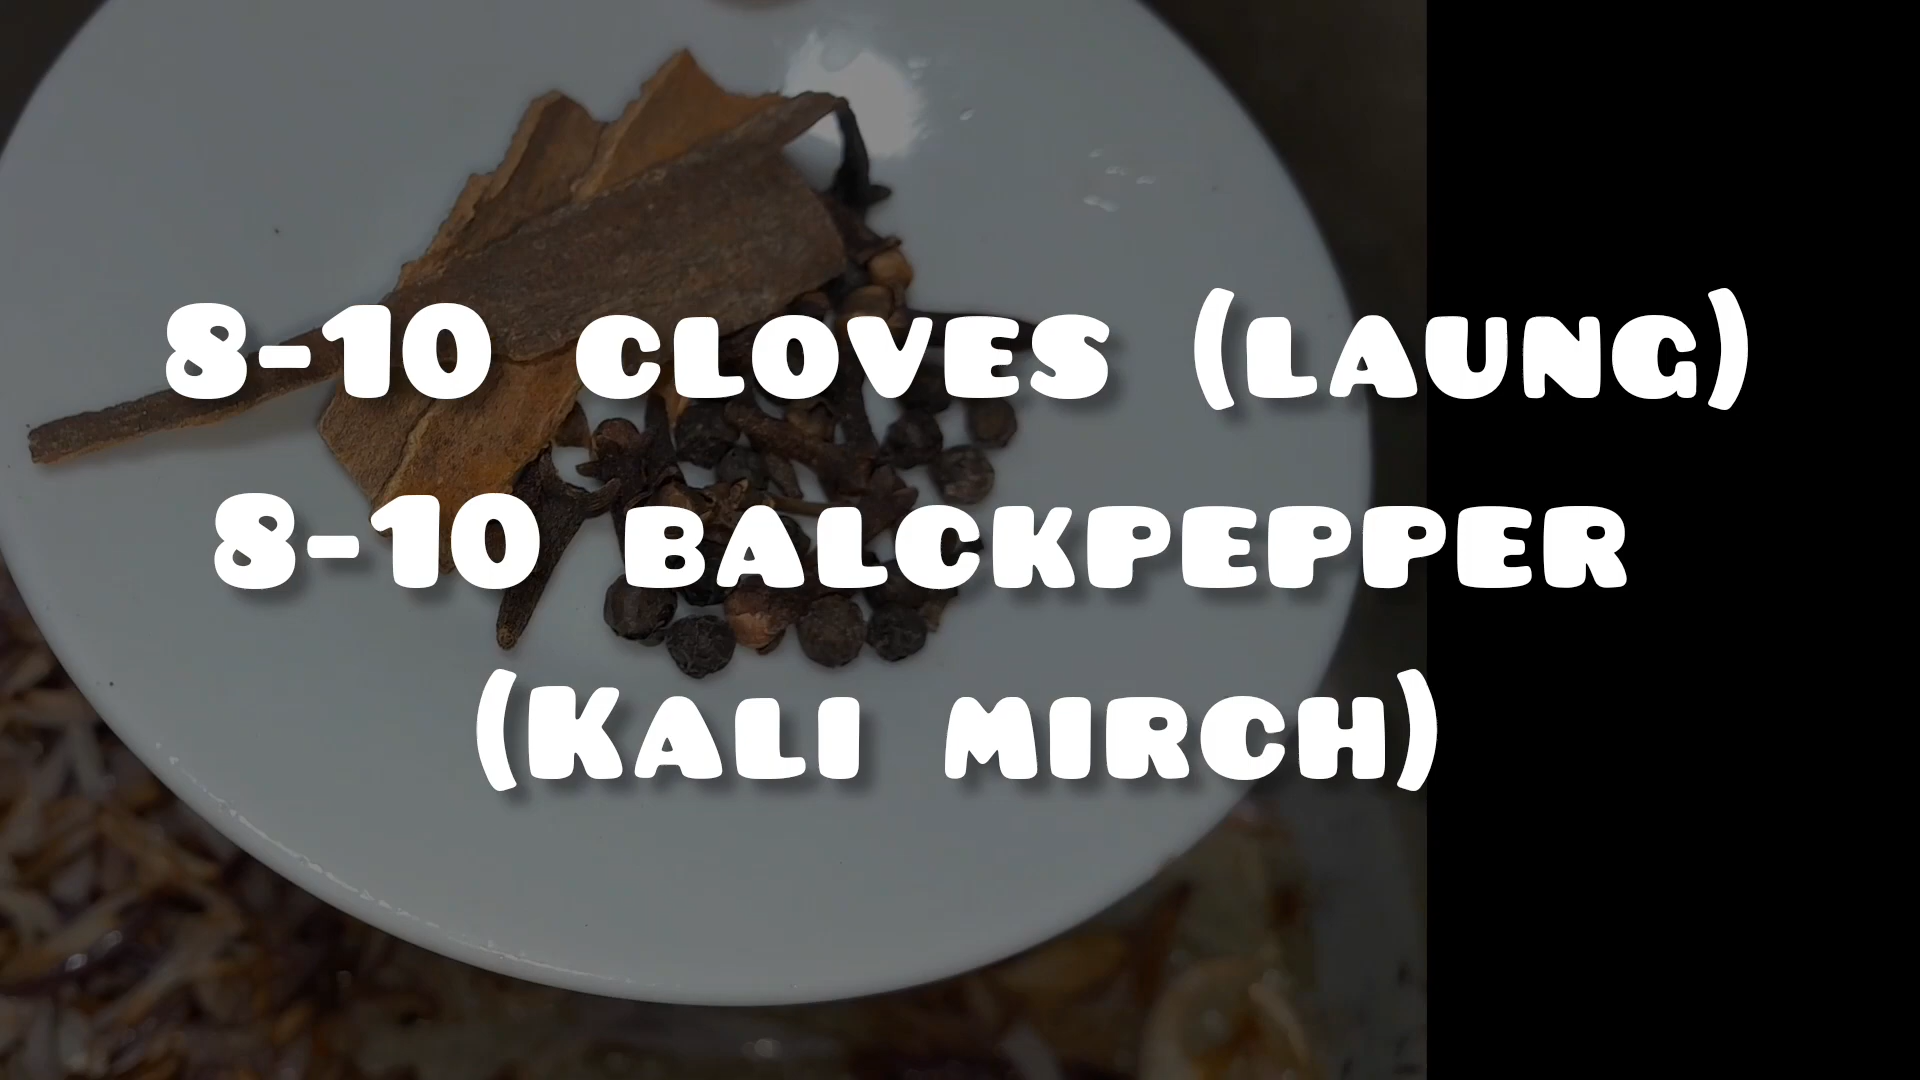 8-10 CLOVES (LAUNG)
8-10 BALCKPEPPER
(KALI MIRCH)